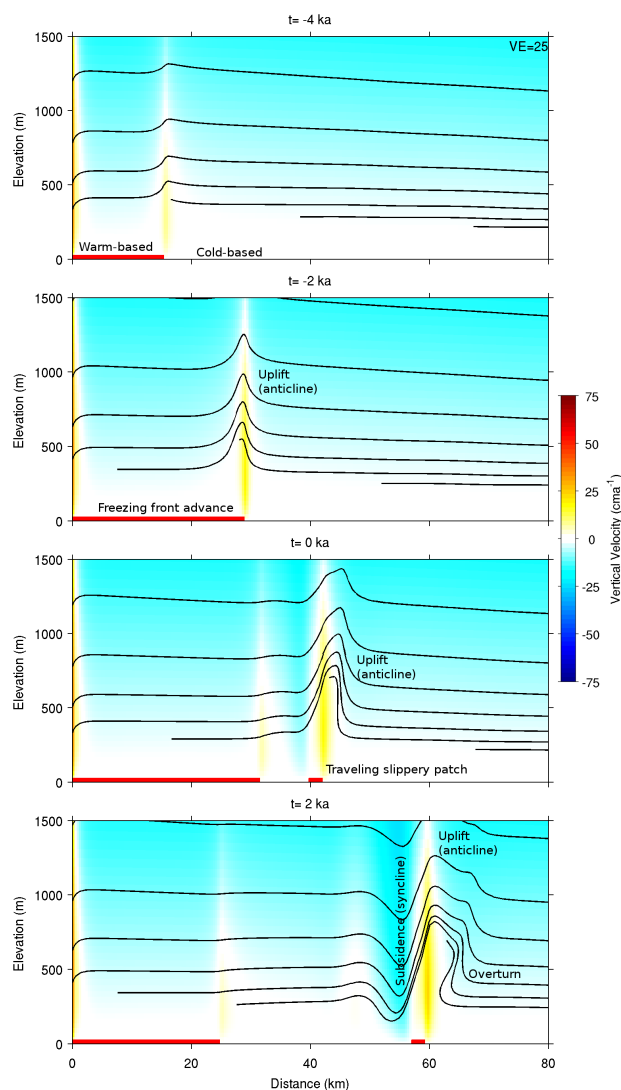 t= -4 ka
VE=25
1500
1000
500
0
Elevation (m)
Warm-based
Cold-based
t= -2 ka
1500
1000
500
0
Elevation (m)
Uplift
(anticline)
Freezing front advance
75
50
25
0
-25
-50
-75
Vertical Velocity (cma⁻¹)
t= 0 ka
1500
1000
500
0
Elevation (m)
Uplift
(anticline)
Traveling slippery patch
t= 2 ka
1500
1000
500
0
Elevation (m)
Uplift
(anticline)
Subsidence (syncline)
Overturn
0 20 40 60 80
Distance (km)